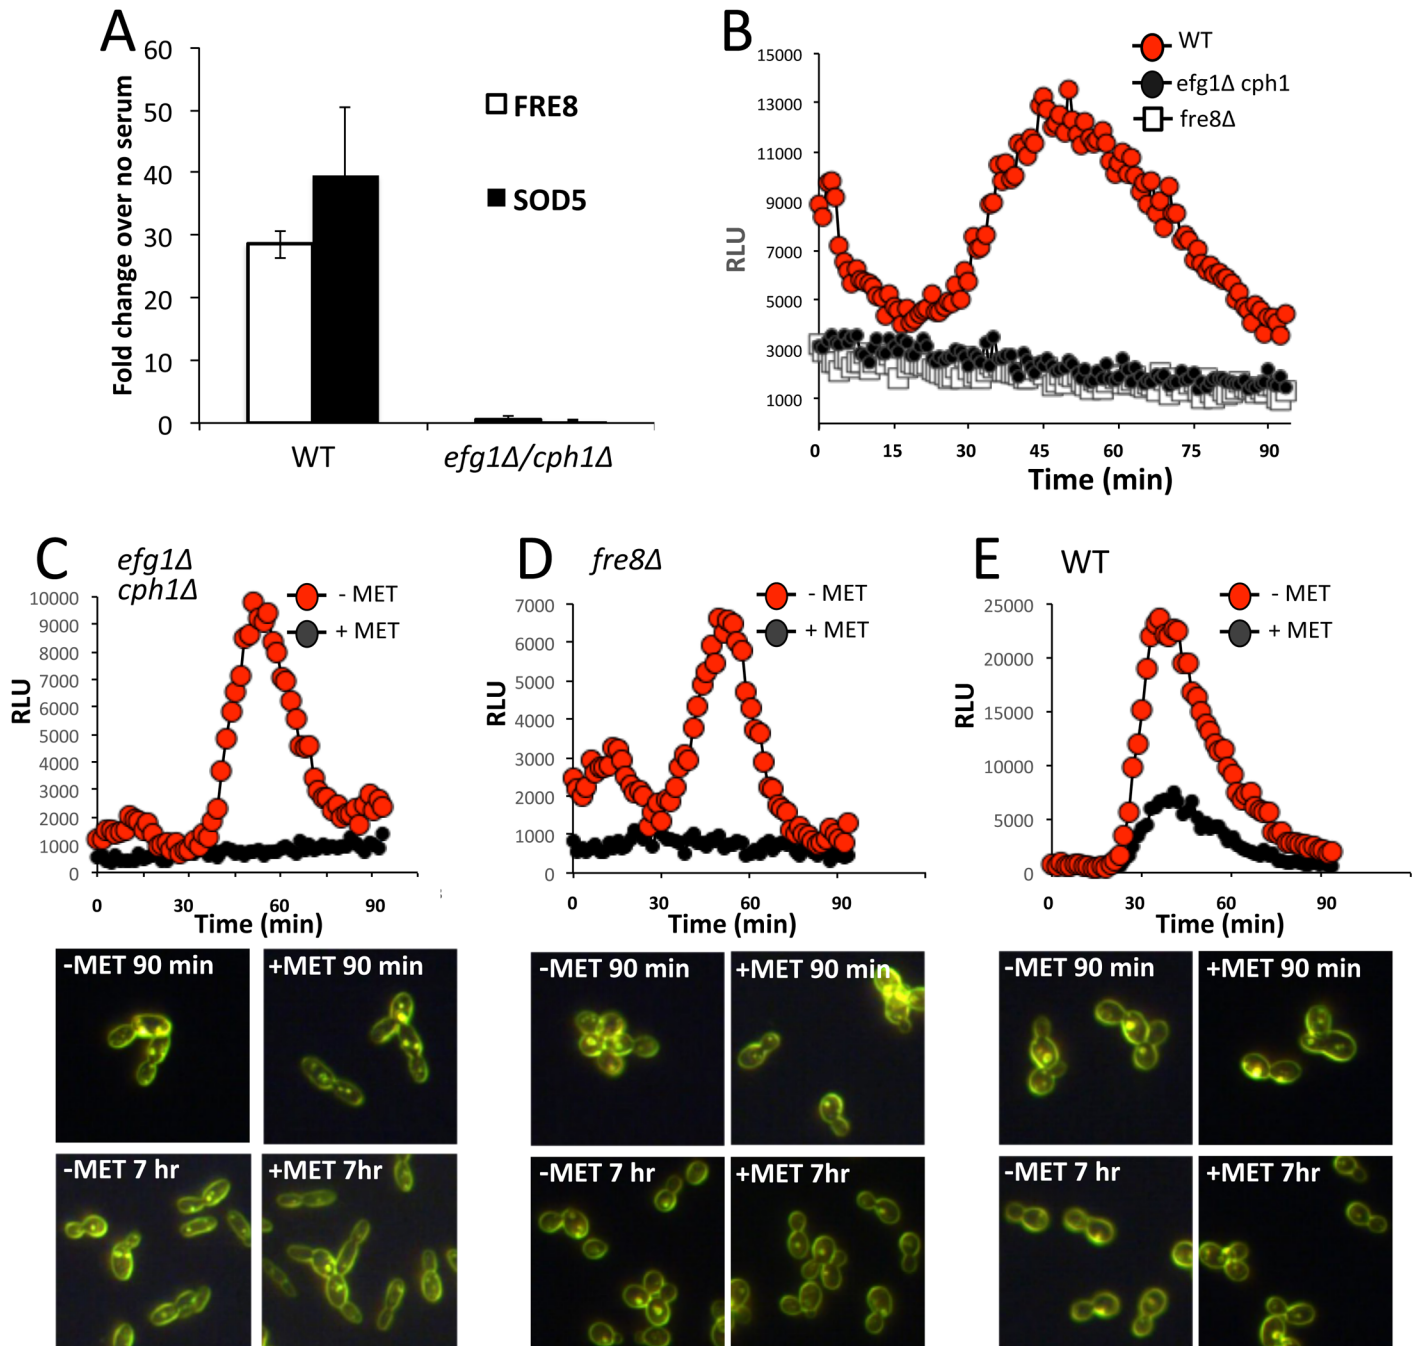 A
Fold change over no serum
60
50
40
30
20
10
0
FRE8
SOD5
WT
efg1Δ/cph1Δ
B
RLU
15000
13000
11000
9000
7000
5000
3000
1000
WT
efg1Δ cph1
fre8Δ
0 15 30 45 60 75 90
Time (min)
C
efg1Δ
cph1Δ
- MET
+ MET
RLU
10000
9000
8000
7000
6000
5000
4000
3000
2000
1000
0
0 30 60 90
Time (min)
D
fre8Δ
- MET
+ MET
RLU
7000
6000
5000
4000
3000
2000
1000
0
0 30 60 90
Time (min)
E
WT
- MET
+ MET
RLU
25000
20000
15000
10000
5000
0
0 30 60 90
Time (min)
-MET 90 min
+MET 90 min
-MET 7 hr
+MET 7hr
-MET 90 min
+MET 90 min
-MET 7 hr
+MET 7hr
-MET 90 min
+MET 90 min
-MET 7 hr
+MET 7hr